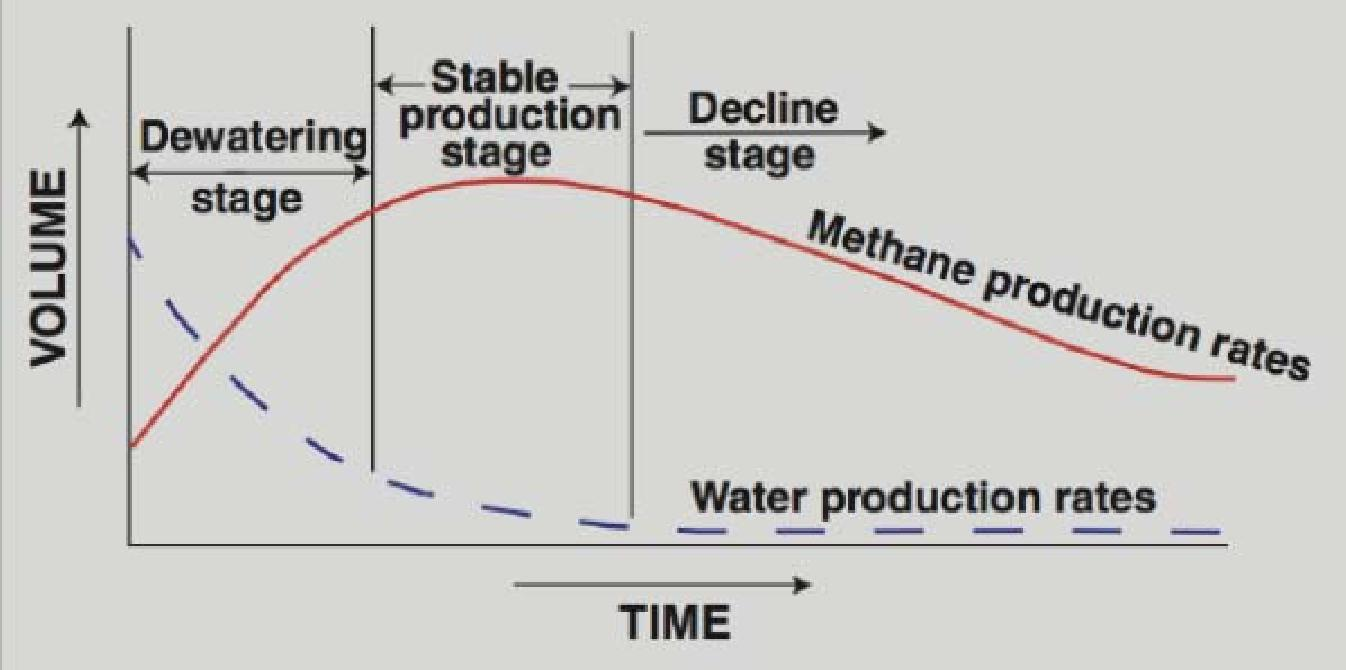 Dewatering
stage
Stable
production
stage
Decline
stage
VOLUME
Methane production rates
Water production rates
TIME